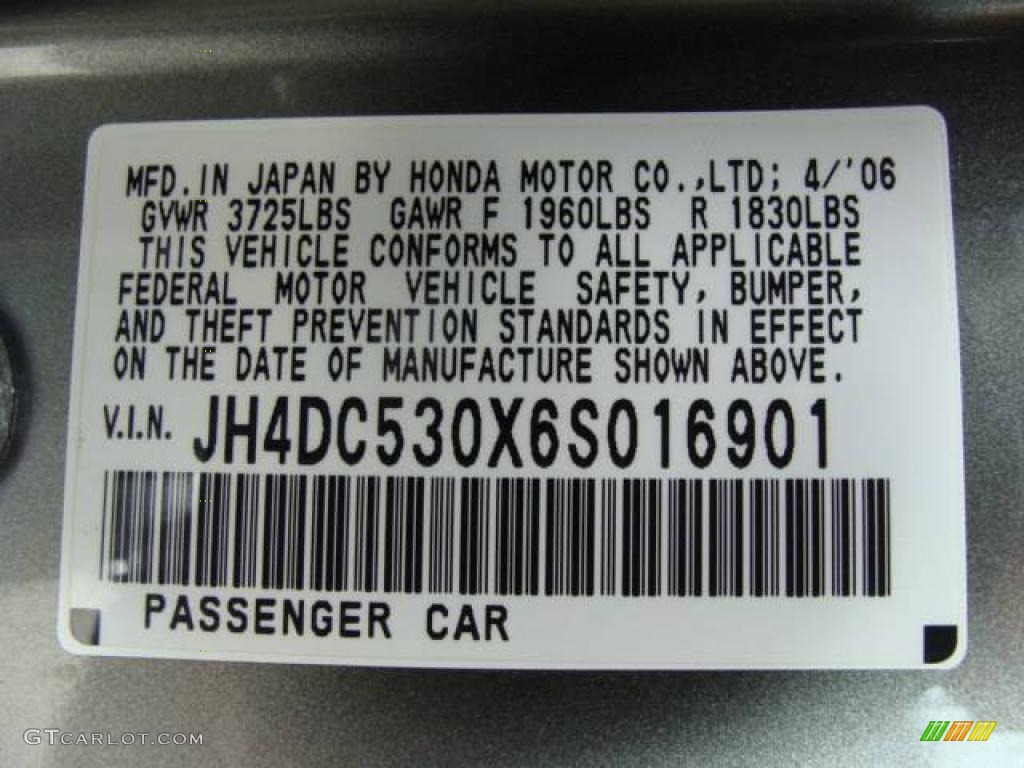 MFD. IN JAPAN BY HONDA MOTOR CO.,LTD; 4/'06
GVWR 3725LBS GAWR F 1960LBS R 1830LBS
THIS VEHICLE CONFORMS TO ALL APPLICABLE
FEDERAL MOTOR VEHICLE SAFETY, BUMPER,
AND THEFT PREVENTION STANDARDS IN EFFECT
ON THE DATE OF MANUFACTURE SHOWN ABOVE.
V.I.N. JH4DC530X6S016901
PASSENGER CAR
GTCARLOT.COM